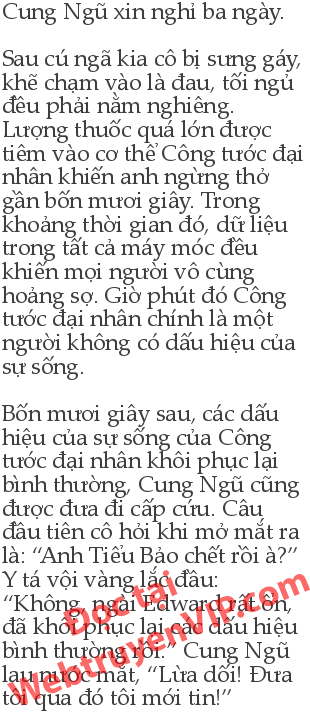 Cung Ngũ xin nghỉ ba ngày.
Sau cú ngã kia cô bị sưng gáy,
khẽ chạm vào là đau, tối ngủ
đều phải nằm nghiêng.
Lượng thuốc quá lớn được
tiêm vào cơ thể Công tước đại
nhân khiến anh ngừng thở
gần bốn mươi giây. Trong
khoảng thời gian đó, dữ liệu
trong tất cả máy móc đều
khiến mọi người vô cùng
hoảng sợ. Giờ phút đó Công
tước đại nhân chính là một
người không có dấu hiệu của
sự sống.
Bốn mươi giây sau, các dấu
hiệu của sự sống của Công
tước đại nhân khôi phục lại
bình thường, Cung Ngũ cũng
được đưa đi cấp cứu. Câu
đầu tiên cô hỏi khi mở mắt ra
là: “Anh Tiểu Bảo chết rồi à?”
Y tá vội vàng lắc đầu:
“Không, ngài Edward rất ổn,
đã khôi phục lại các dấu hiệu
bình thường rồi.” Cung Ngũ
lau nước mắt, “Lừa dối! Đưa
tôi qua đó tôi mới tin!”
Đọc tại
WebtruyenVIP.com